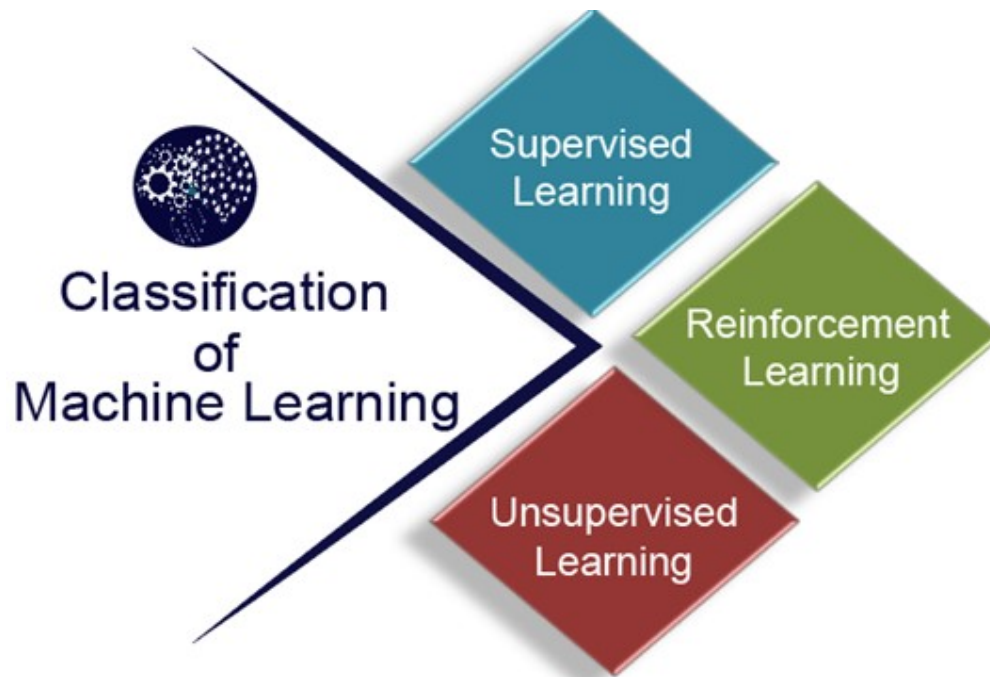 Classification
of
Machine Learning
Supervised
Learning
Reinforcement
Learning
Unsupervised
Learning